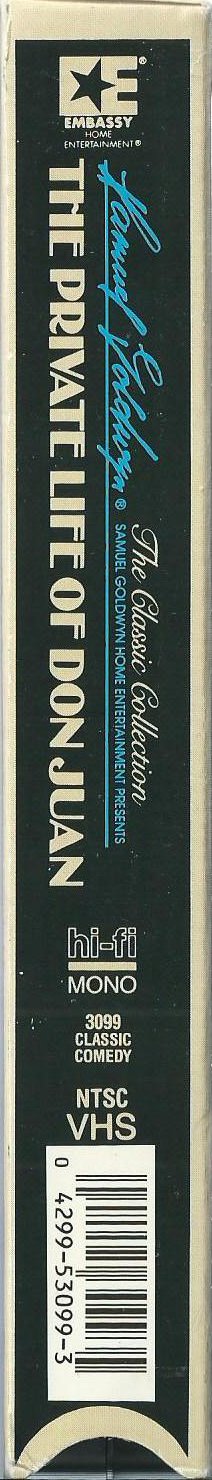 E®
EMBASSY
HOME
ENTERTAINMENT®
Samuel Goldwyn®
The Classic Collection
SAMUEL GOLDWYN HOME ENTERTAINMENT PRESENTS
THE PRIVATE LIFE OF DON JUAN
hi-fi
MONO
3099
CLASSIC
COMEDY
NTSC
VHS
0 4299-53099-3